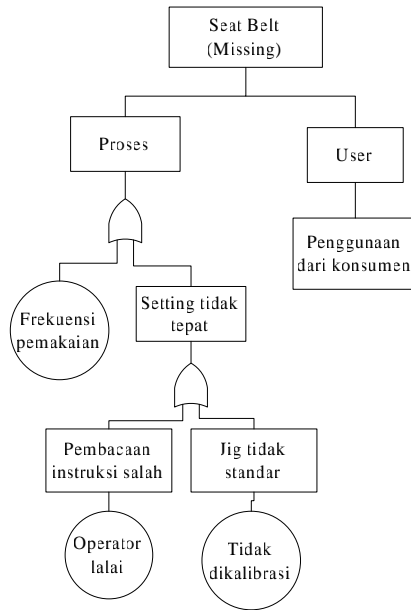 Seat Belt
(Missing)
Proses
User
Penggunaan
dari konsumen
Frekuensi
pemakaian
Setting tidak
tepat
Pembacaan
instruksi salah
Jig tidak
standar
Operator
lalai
Tidak
dikalibrasi